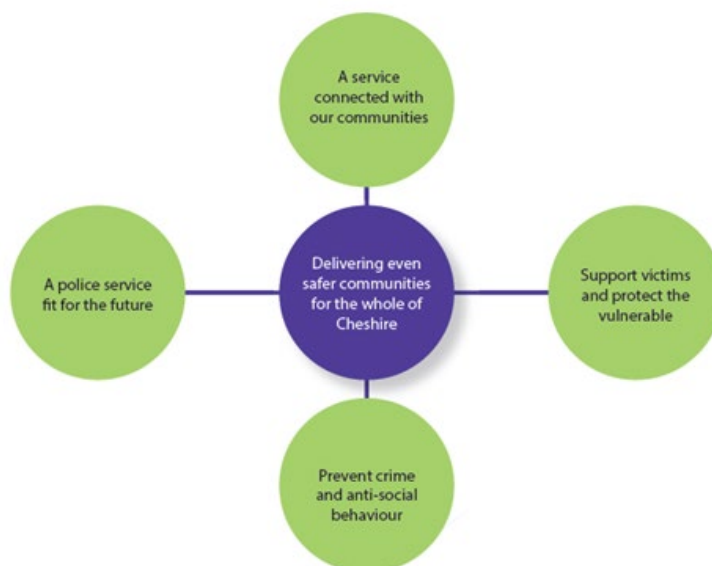 A service
connected with
our communities
A police service
fit for the future
Delivering even
safer communities
for the whole of
Cheshire
Support victims
and protect the
vulnerable
Prevent crime
and anti-social
behaviour